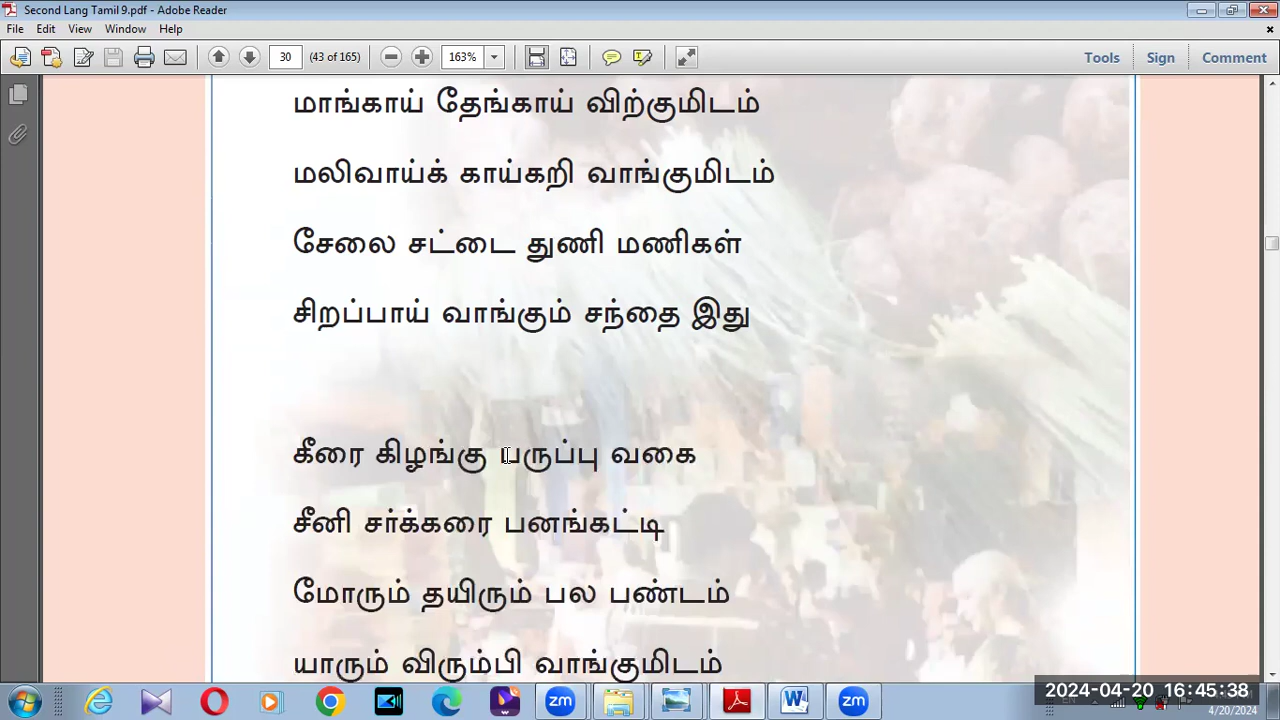 Second Lang Tamil 9.pdf - Adobe Reader
File Edit View Window Help
30 (43 of 165) 163% Tools Sign Comment
மாங்காய் தேங்காய் விற்குமிடம்
மலிவாய்க் காய்கறி வாங்குமிடம்
சேலை சட்டை துணி மணிகள்
சிறப்பாய் வாங்கும் சந்தை இது
கீரை கிழங்கு பருப்பு வகை
சீனி சர்க்கரை பனங்கட்டி
மோரும் தயிரும் பல பண்டம்
யாரும் விரும்பி வாங்குமிடம்
zm zm
2024-04-20 16:45:38
4/20/2024